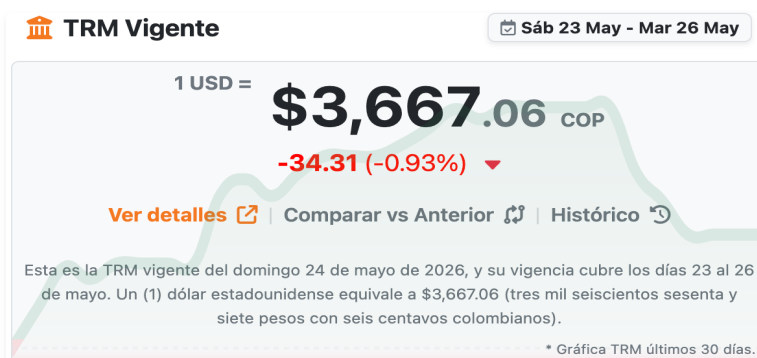 TRM Vigente
Sáb 23 May - Mar 26 May
1 USD =
$3,667.06 COP
-34.31 (-0.93%)
Ver detalles | Comparar vs Anterior | Histórico
Esta es la TRM vigente del domingo 24 de mayo de 2026, y su vigencia cubre los días 23 al 26
de mayo. Un (1) dólar estadounidense equivale a $3,667.06 (tres mil seiscientos sesenta y
siete pesos con seis centavos colombianos).
* Gráfica TRM últimos 30 días.